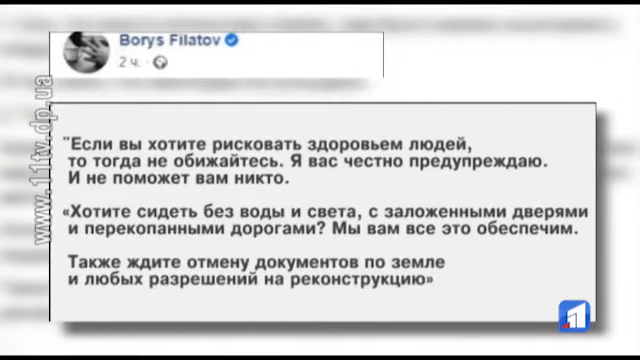 Borys Filatov
2 ч.
"Если вы хотите рисковать здоровьем людей,
то тогда не обижайтесь. Я вас честно предупреждаю.
И не поможет вам никто.
«Хотите сидеть без воды и света, с заложенными дверями
и перекопанными дорогами? Мы вам все это обеспечим.
Также ждите отмену документов по земле
и любых разрешений на реконструкцию»
www.11tv.dp.ua
11